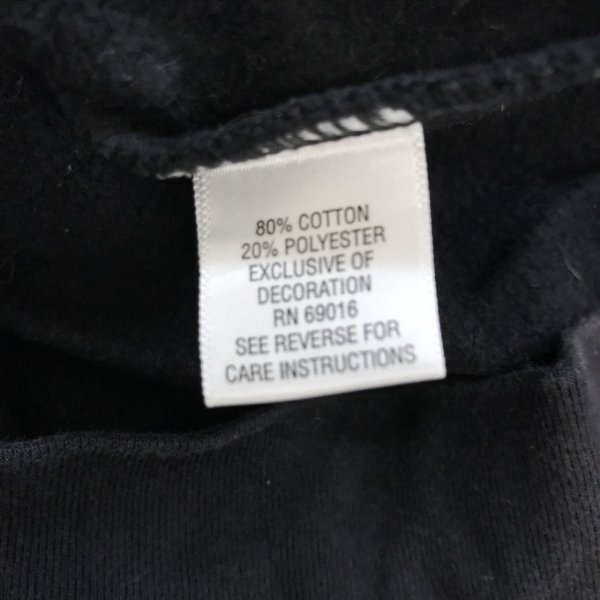 80% COTTON
20% POLYESTER
EXCLUSIVE OF
DECORATION
RN 69016
SEE REVERSE FOR
CARE INSTRUCTIONS